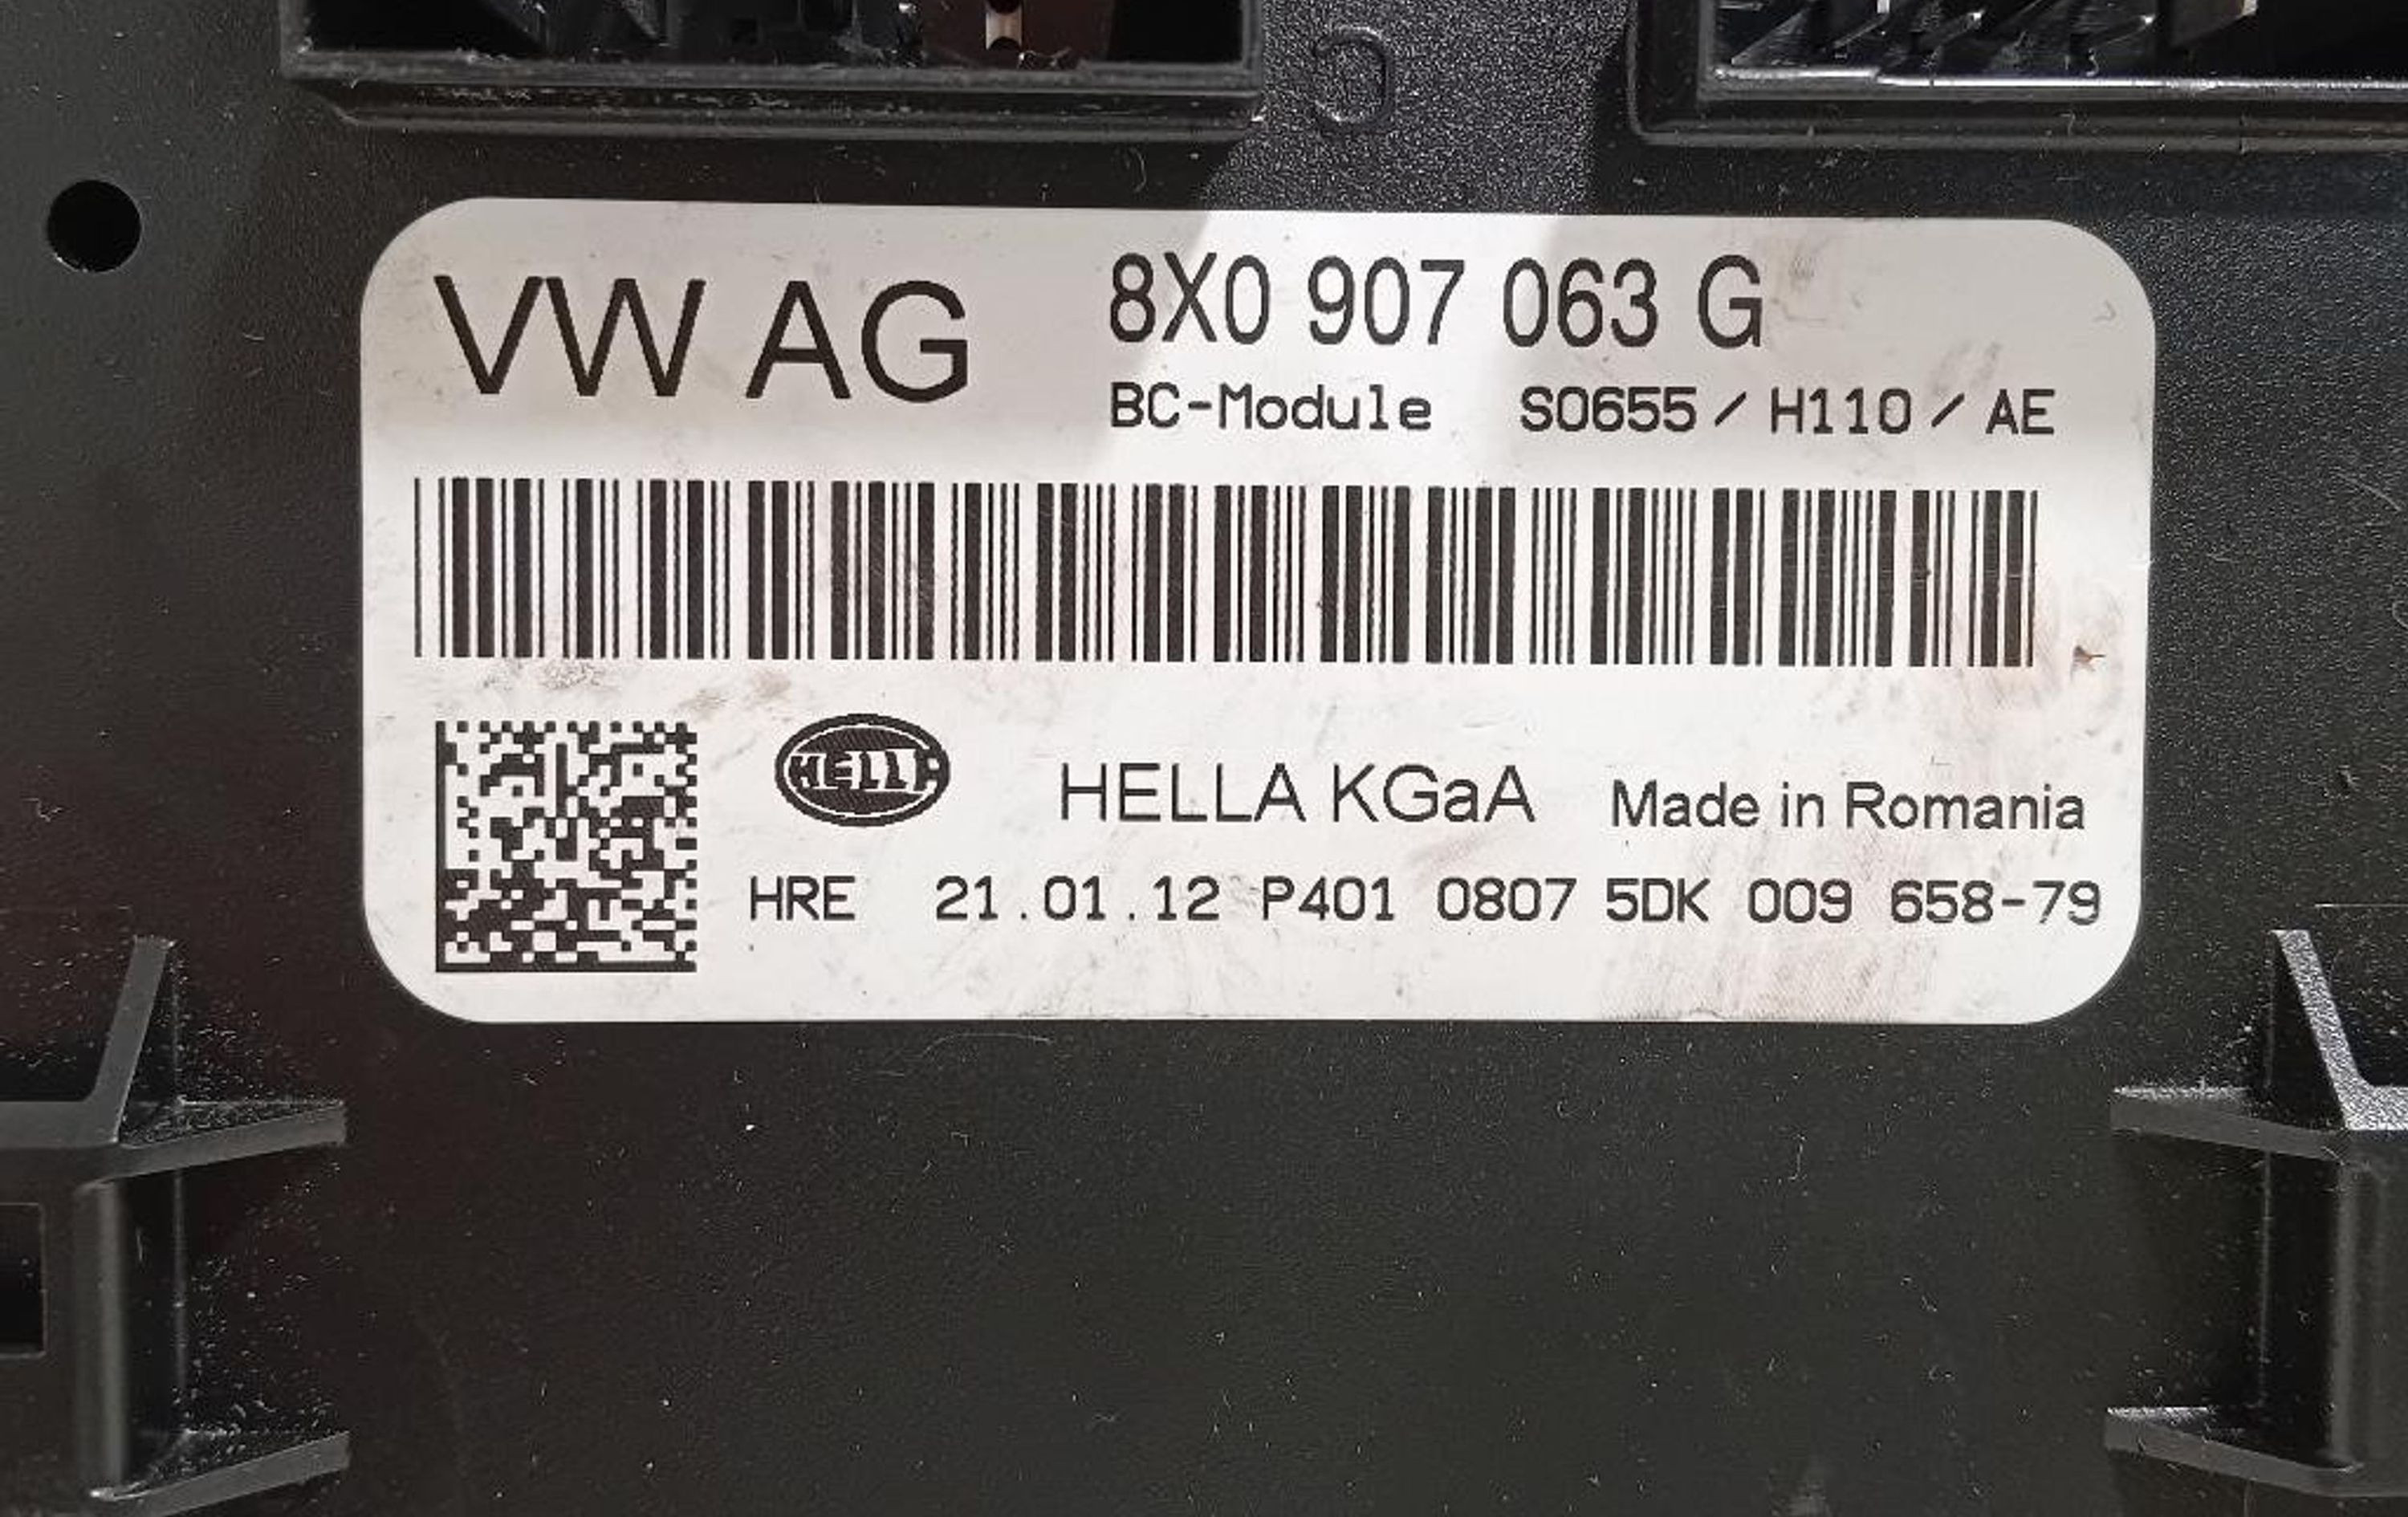 VW AG 8X0 907 063 G
BC-Module S0655 / H110 / AE
HELLA HELLA KGaA Made in Romania
HRE 21.01.12 P401 0807 5DK 009 658-79